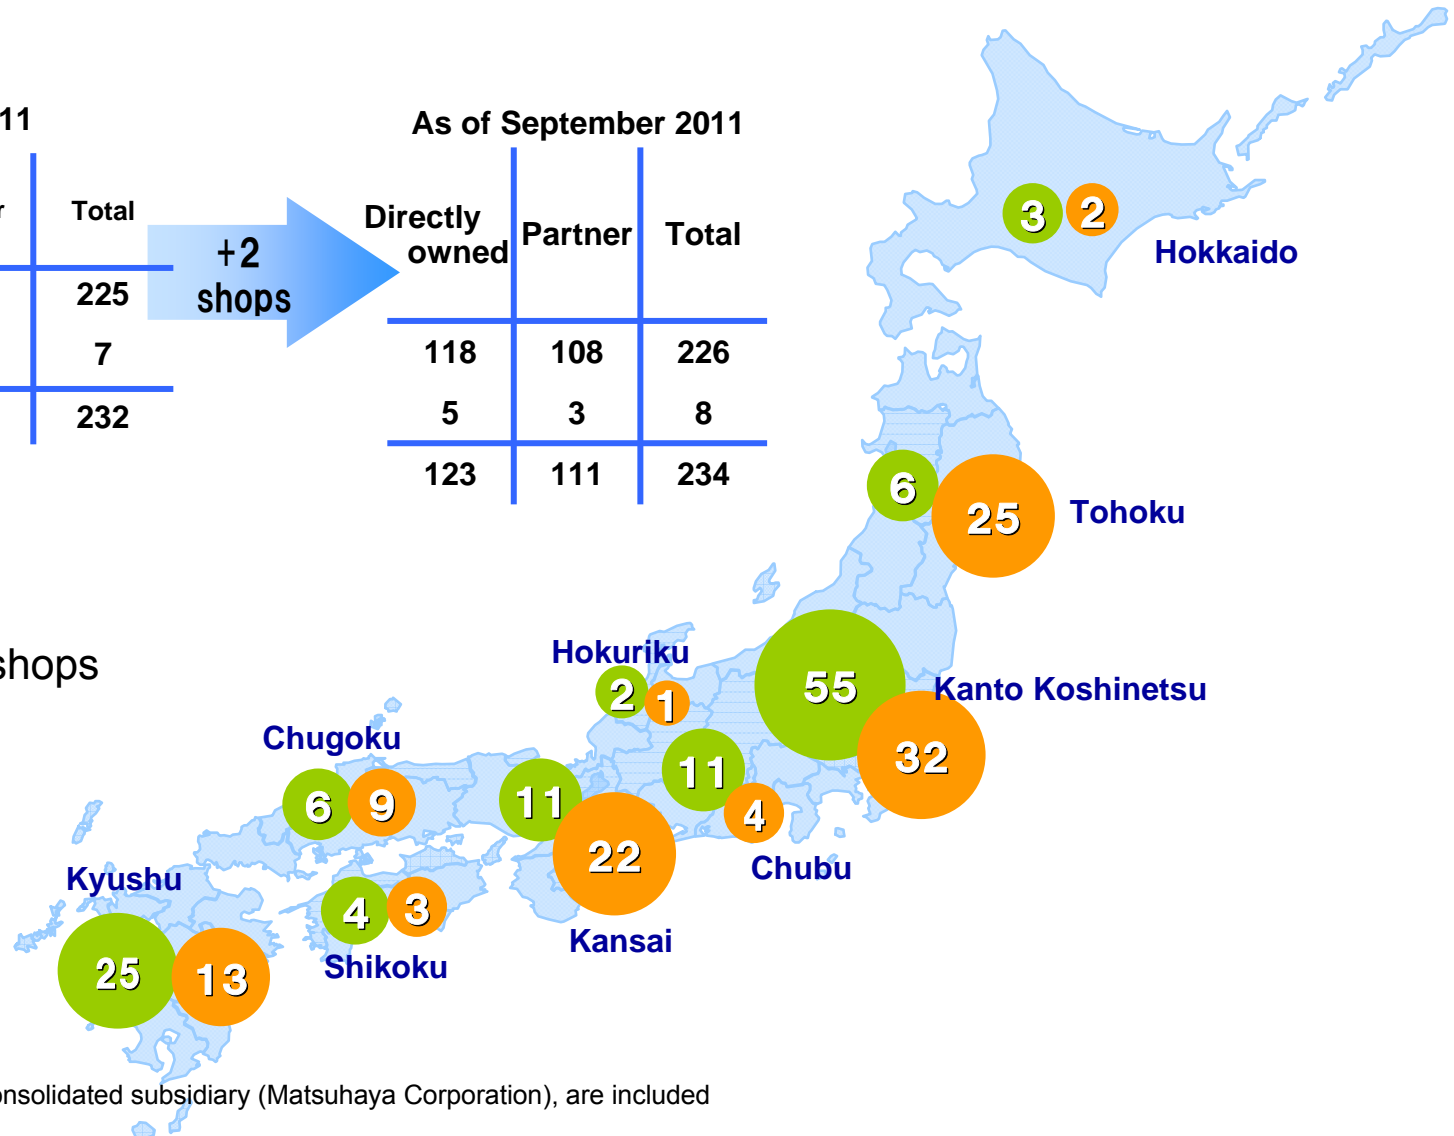 11
Total
225
7
232
+2
shops
As of September 2011
Directly owned Partner Total
118 108 226
5 3 8
123 111 234
3 2
Hokkaido
6 25
Tohoku
shops
Hokuriku
2 1
55
Kanto Koshinetsu
32
Chugoku
6 9
11
22
Kansai
11
4
Chubu
Kyushu
25 13
4 3
Shikoku
onsolidated subsidiary (Matsuhaya Corporation), are included